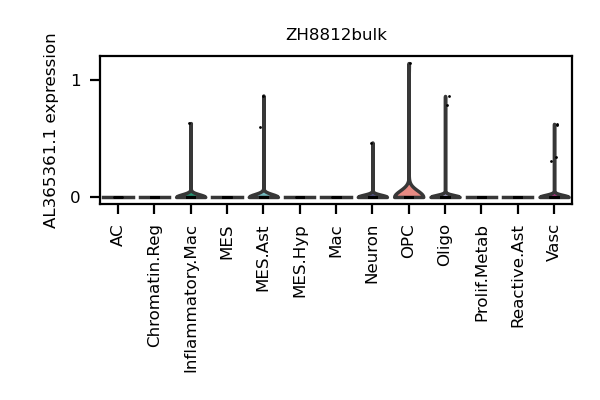 ZH8812bulk
AL365361.1 expression
1
0
AC
Chromatin.Reg
Inflammatory.Mac
MES
MES.Ast
MES.Hyp
Mac
Neuron
OPC
Oligo
Prolif.Metab
Reactive.Ast
Vasc